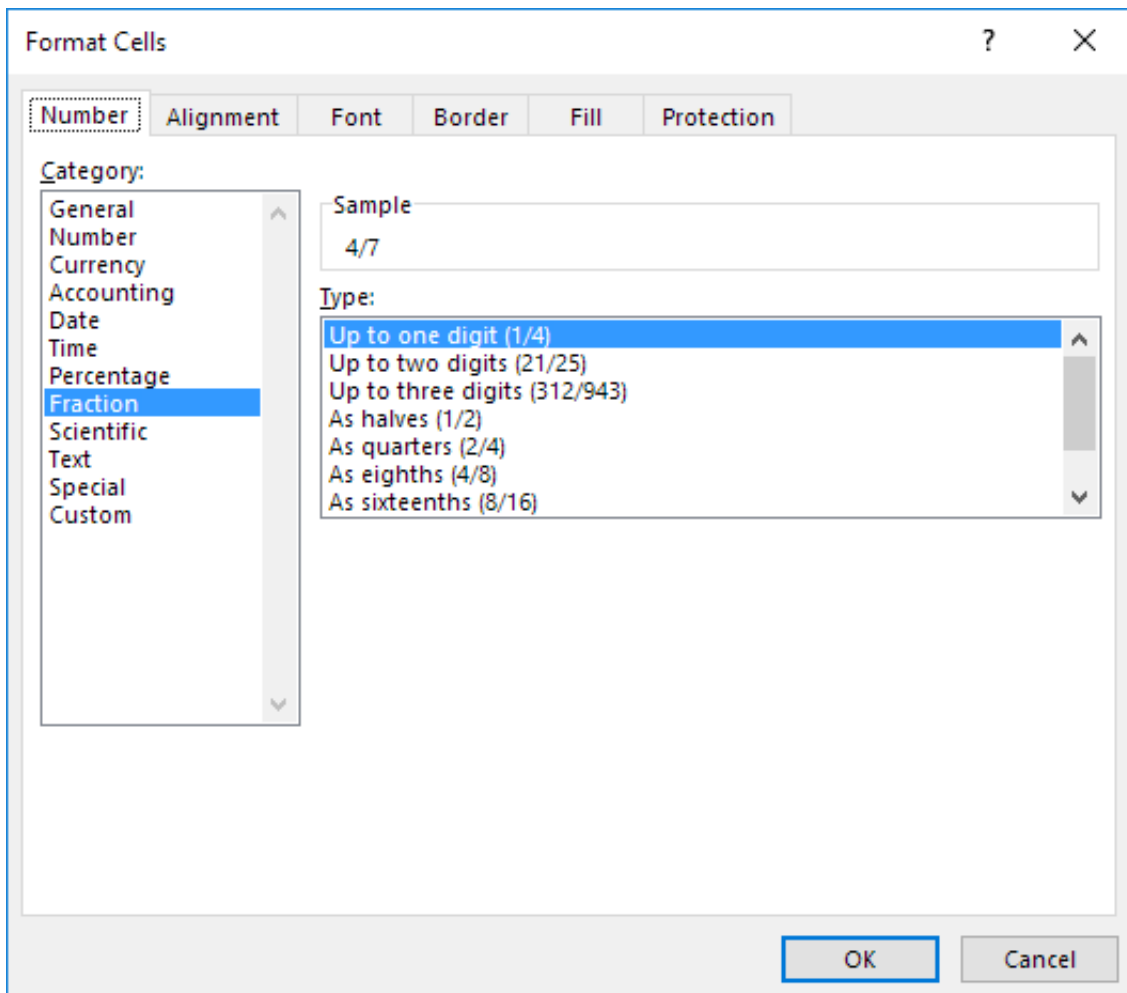 Format Cells ?
Number Alignment Font Border Fill Protection
Category:
General
Number
Currency
Accounting
Date
Time
Percentage
Fraction
Scientific
Text
Special
Custom
Sample
4/7
Type:
Up to one digit (1/4)
Up to two digits (21/25)
Up to three digits (312/943)
As halves (1/2)
As quarters (2/4)
As eighths (4/8)
As sixteenths (8/16)
OK Cancel